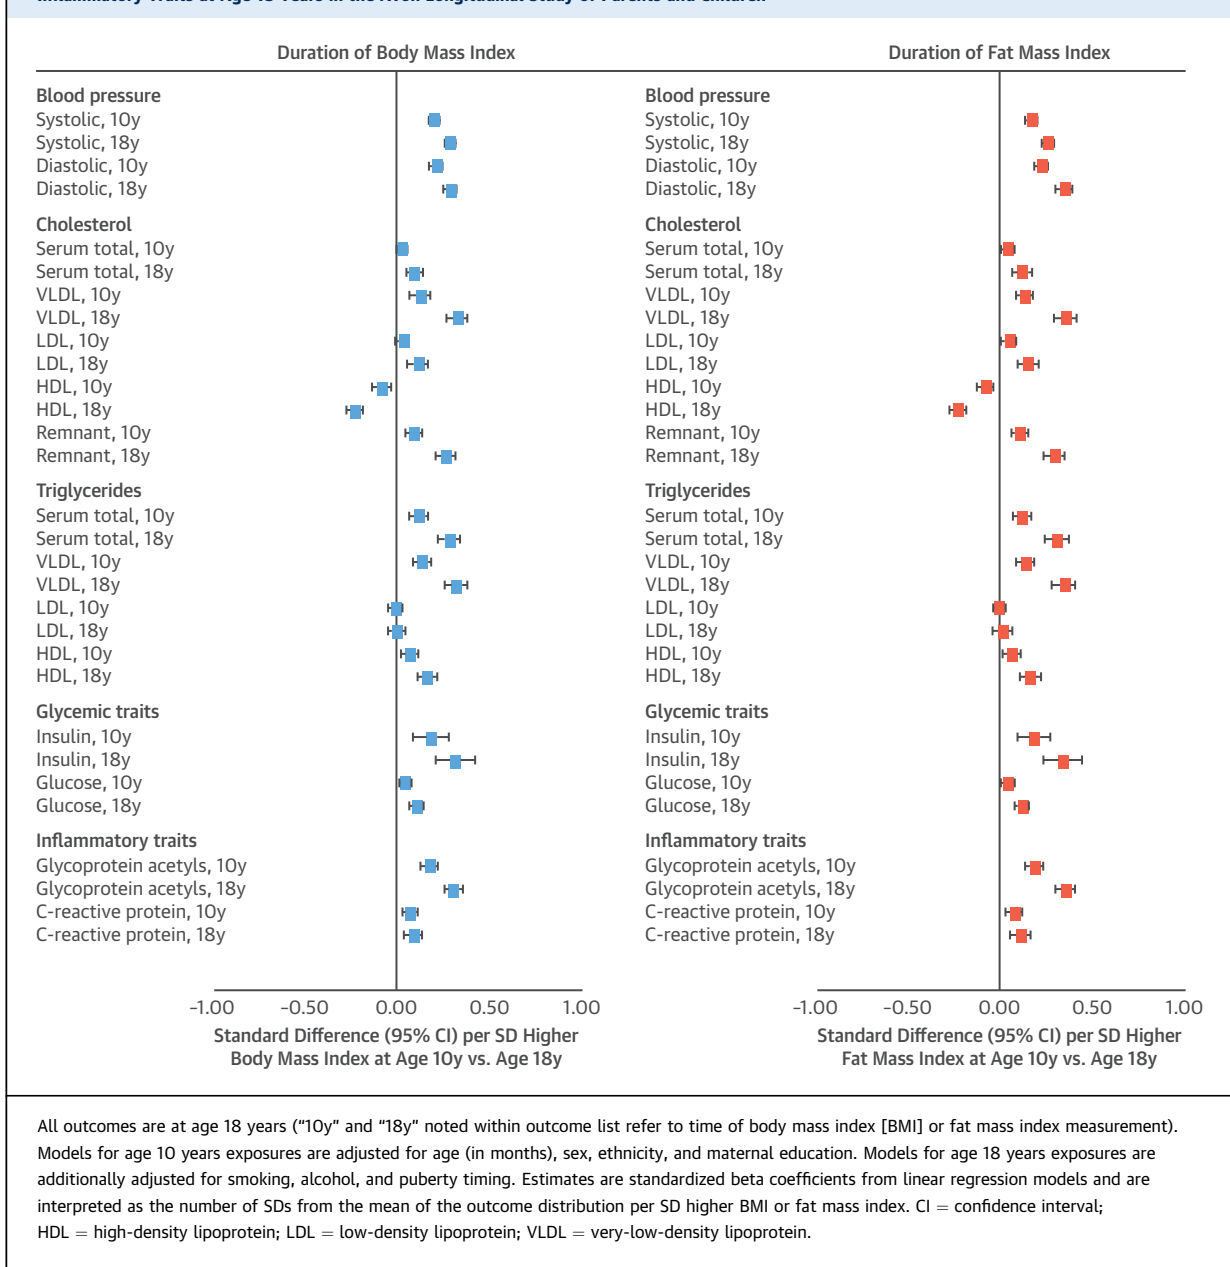 Duration of Body Mass Index
Duration of Fat Mass Index
Blood pressure
Systolic, 10y
Systolic, 18y
Diastolic, 10y
Diastolic, 18y
Cholesterol
Serum total, 10y
Serum total, 18y
VLDL, 10y
VLDL, 18y
LDL, 10y
LDL, 18y
HDL, 10y
HDL, 18y
Remnant, 10y
Remnant, 18y
Triglycerides
Serum total, 10y
Serum total, 18y
VLDL, 10y
VLDL, 18y
LDL, 10y
LDL, 18y
HDL, 10y
HDL, 18y
Glycemic traits
Insulin, 10y
Insulin, 18y
Glucose, 10y
Glucose, 18y
Inflammatory traits
Glycoprotein acetyls, 10y
Glycoprotein acetyls, 18y
C-reactive protein, 10y
C-reactive protein, 18y
-1.00 -0.50 0.00 0.50 1.00
Standard Difference (95% CI) per SD Higher
Body Mass Index at Age 10y vs. Age 18y
Blood pressure
Systolic, 10y
Systolic, 18y
Diastolic, 10y
Diastolic, 18y
Cholesterol
Serum total, 10y
Serum total, 18y
VLDL, 10y
VLDL, 18y
LDL, 10y
LDL, 18y
HDL, 10y
HDL, 18y
Remnant, 10y
Remnant, 18y
Triglycerides
Serum total, 10y
Serum total, 18y
VLDL, 10y
VLDL, 18y
LDL, 10y
LDL, 18y
HDL, 10y
HDL, 18y
Glycemic traits
Insulin, 10y
Insulin, 18y
Glucose, 10y
Glucose, 18y
Inflammatory traits
Glycoprotein acetyls, 10y
Glycoprotein acetyls, 18y
C-reactive protein, 10y
C-reactive protein, 18y
-1.00 -0.50 0.00 0.50 1.00
Standard Difference (95% CI) per SD Higher
Fat Mass Index at Age 10y vs. Age 18y
All outcomes are at age 18 years (“10y” and “18y” noted within outcome list refer to time of body mass index [BMI] or fat mass index measurement).
Models for age 10 years exposures are adjusted for age (in months), sex, ethnicity, and maternal education. Models for age 18 years exposures are
additionally adjusted for smoking, alcohol, and puberty timing. Estimates are standardized beta coefficients from linear regression models and are
interpreted as the number of SDs from the mean of the outcome distribution per SD higher BMI or fat mass index. CI = confidence interval;
HDL = high-density lipoprotein; LDL = low-density lipoprotein; VLDL = very-low-density lipoprotein.